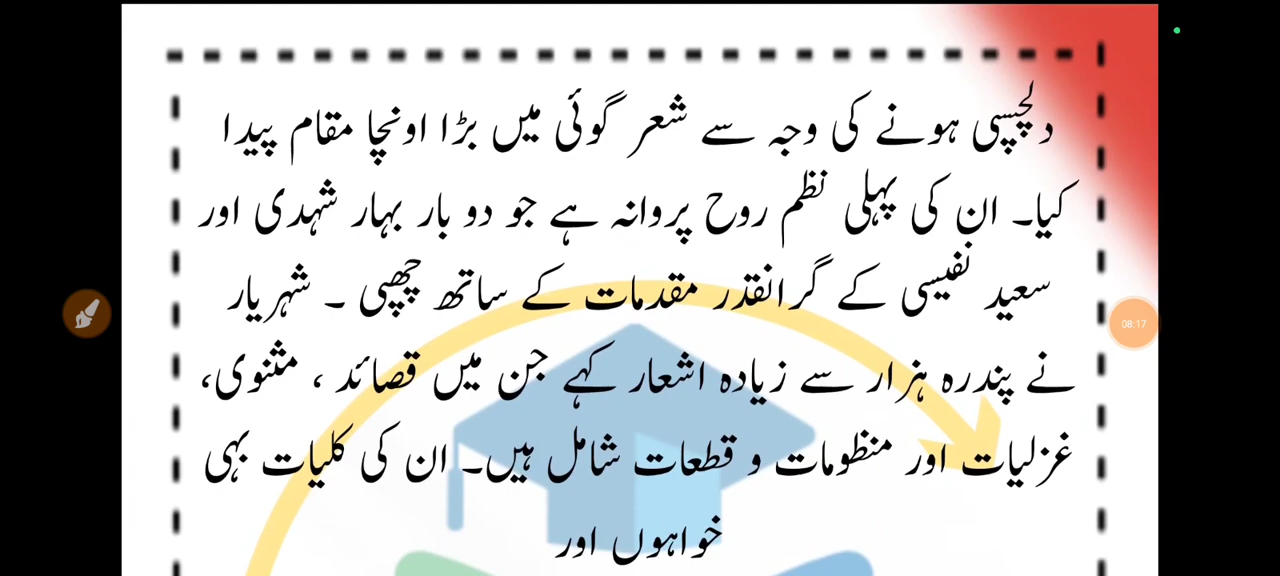 دلچسپی ہونے کی وجہ سے شعر گوئی میں بڑا اونچا مقام پیدا
کیا۔ ان کی پہلی نظم روح پروانہ ہے جو دو بار بہار شہدی اور
سعید نفیسی کے گرانقدر مقدمات کے ساتھ چھپی ۔ شہریار
نے پندرہ ہزار سے زیادہ اشعار کہے جن میں قصائد ، مثنوی،
غزلیات اور منظومات و قطعات شامل ہیں۔ ان کی کلیات بہی
خواہوں اور
08:17